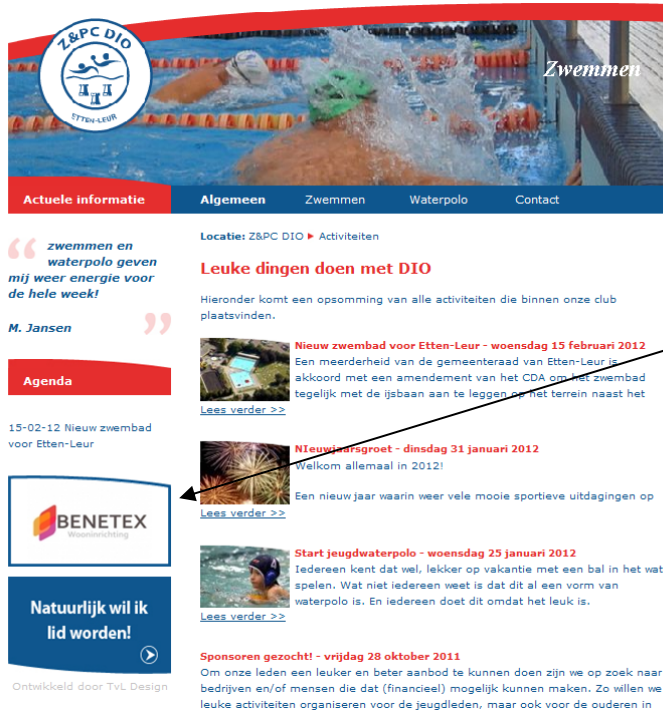 Z&PC DIO
ETTEN-LEUR
Zwemmen
Actuele informatie
Algemeen Zwemmen Waterpolo Contact
“ zwemmen en
waterpolo geven
mij weer energie voor
de hele week!
M. Jansen ”
Agenda
15-02-12 Nieuw zwembad
voor Etten-Leur
BENETEX
Wooninrichting
Natuurlijk wil ik
lid worden!
Ontwikkeld door TvL Design
Locatie: Z&PC DIO Activiteiten
Leuke dingen doen met DIO
Hieronder komt een opsomming van alle activiteiten die binnen onze club
plaatsvinden.
Nieuw zwembad voor Etten-Leur - woensdag 15 februari 2012
Een meerderheid van de gemeenteraad van Etten-Leur is
akkoord met een amendement van het CDA om het zwembad
tegelijk met de ijsbaan aan te leggen op het terrein naast het
Lees verder >>
NIeuwjaarsgroet - dinsdag 31 januari 2012
Welkom allemaal in 2012!
Een nieuw jaar waarin weer vele mooie sportieve uitdagingen op
Lees verder >>
Start jeugdwaterpolo - woensdag 25 januari 2012
Iedereen kent dat wel, lekker op vakantie met een bal in het wat
spelen. Wat niet iedereen weet is dat dit al een vorm van
waterpolo is. En iedereen doet dit omdat het leuk is.
Lees verder >>
Sponsoren gezocht! - vrijdag 28 oktober 2011
Om onze leden een leuker en beter aanbod te kunnen doen zijn we op zoek naar
bedrijven en/of mensen die dat (financieel) mogelijk kunnen maken. Zo willen we
leuke activiteiten organiseren voor de jeugdleden, maar ook voor de ouderen in